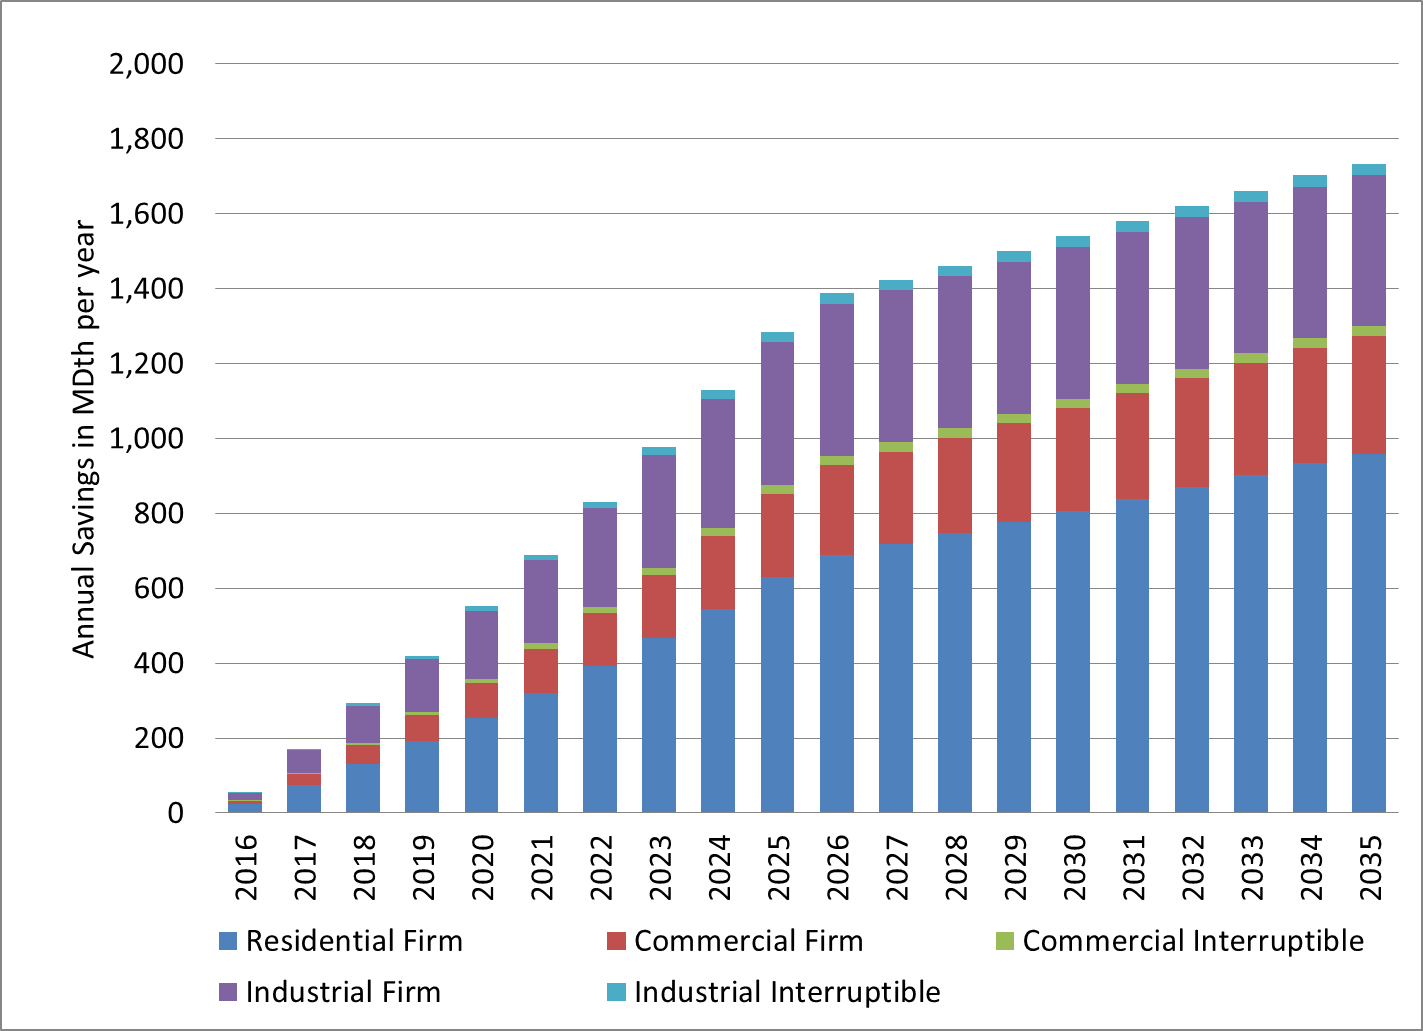 2,000
1,800
1,600
1,400
1,200
1,000
800
600
400
200
0
Annual Savings in MDth per year
2016 2017 2018 2019 2020 2021 2022 2023 2024 2025 2026 2027 2028 2029 2030 2031 2032 2033 2034 2035
Residential Firm Commercial Firm Commercial Interruptible
Industrial Firm Industrial Interruptible